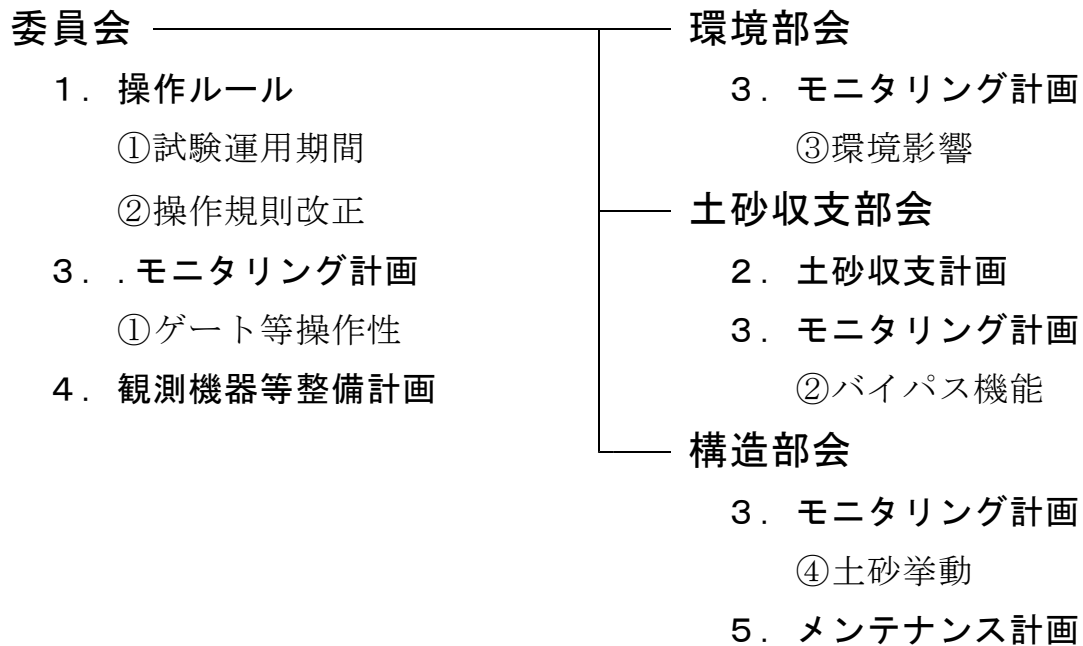 委員会
１．操作ルール
①試験運用期間
②操作規則改正
３．.モニタリング計画
①ゲート等操作性
４．観測機器等整備計画
環境部会
３．モニタリング計画
③環境影響
土砂収支部会
２．土砂収支計画
３．モニタリング計画
②バイパス機能
構造部会
３．モニタリング計画
④土砂挙動
５．メンテナンス計画